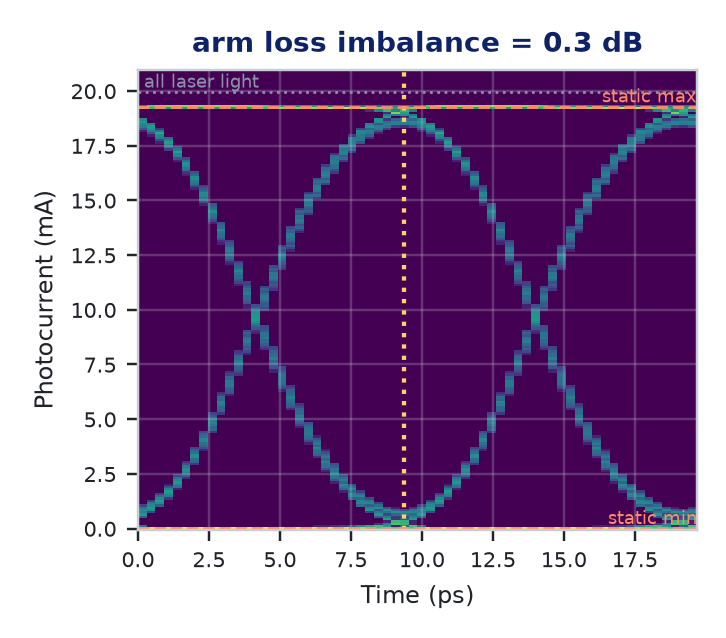 arm loss imbalance = 0.3 dB
all laser light
static max
static min
20.0
17.5
15.0
12.5
10.0
7.5
5.0
2.5
0.0
Photocurrent (mA)
0.0 2.5 5.0 7.5 10.0 12.5 15.0 17.5
Time (ps)